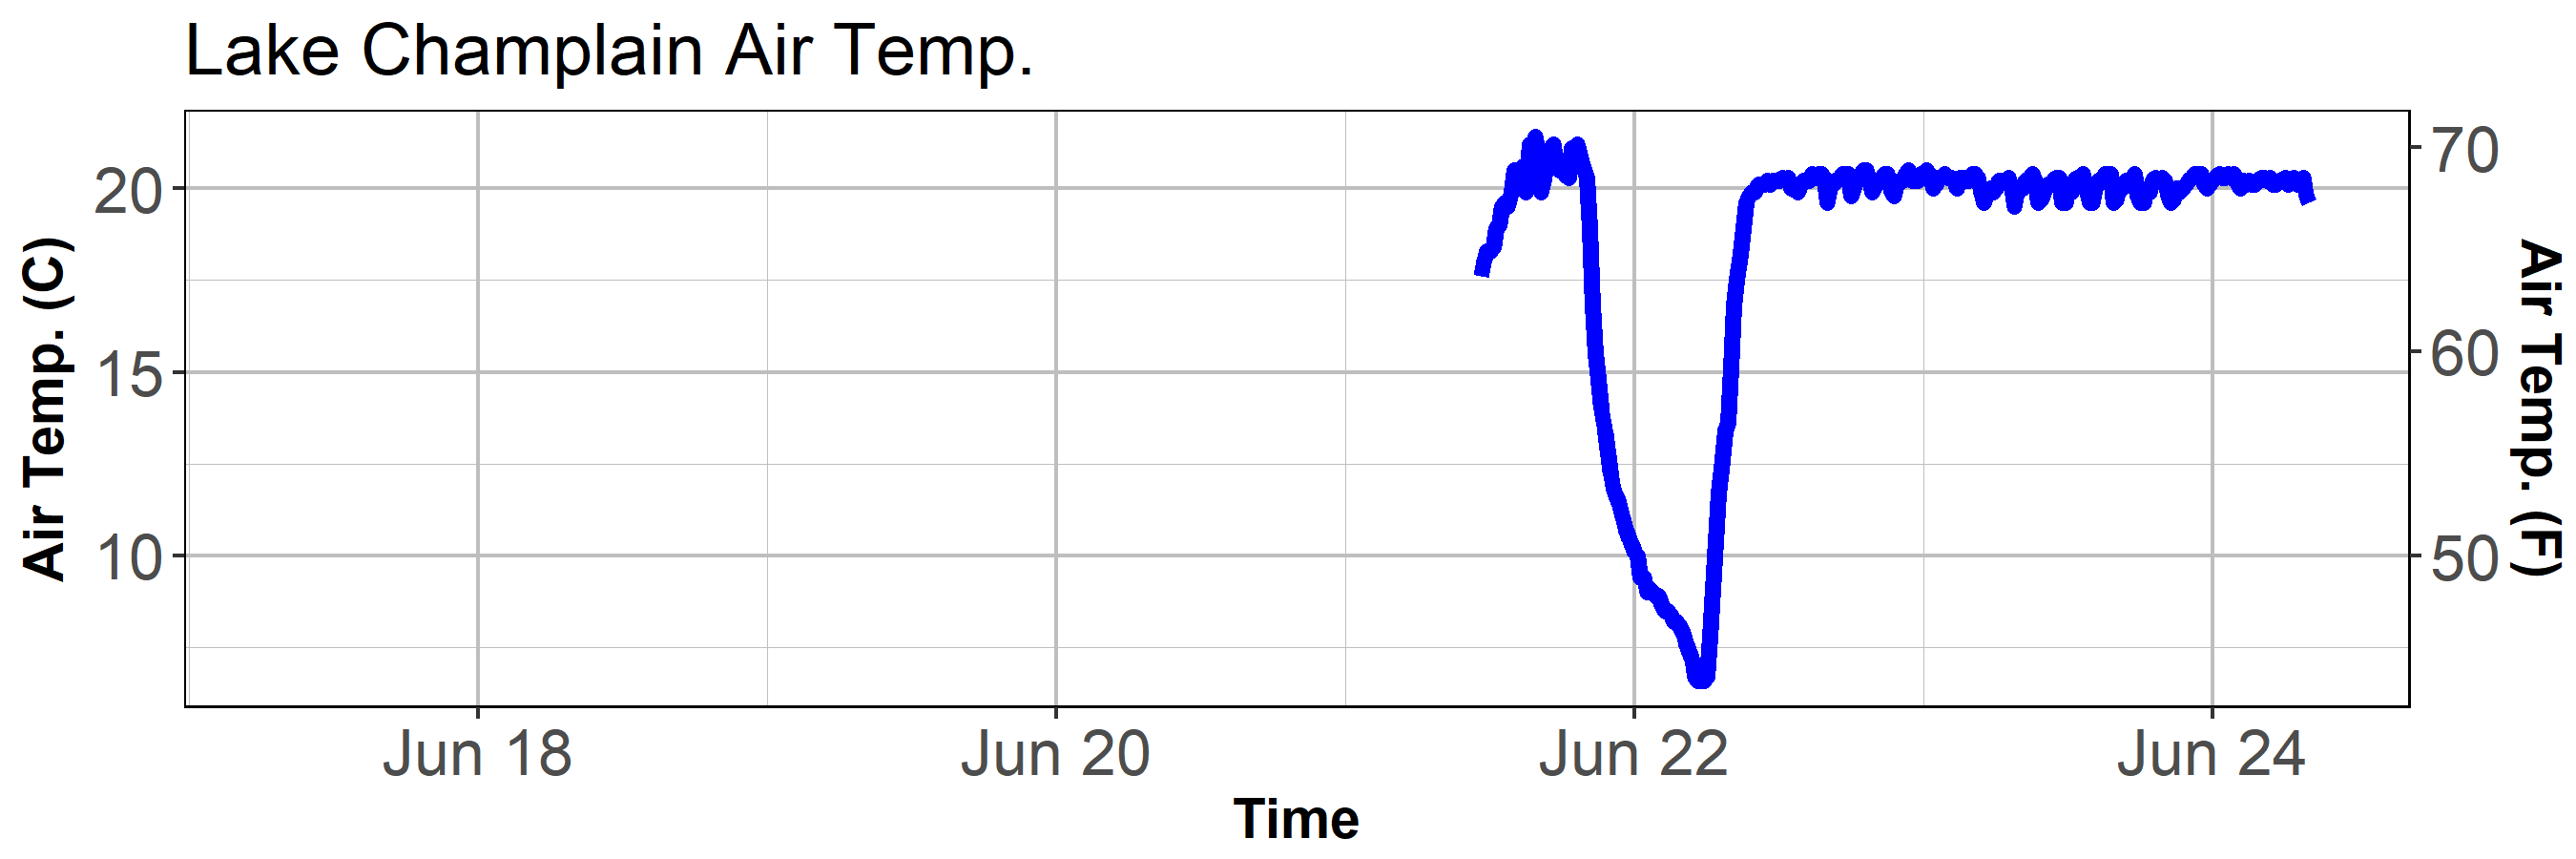 Lake Champlain Air Temp.
Air Temp. (C)
20
15
10
70
60
50
Air Temp. (F)
Jun 18
Jun 20
Jun 22
Jun 24
Time